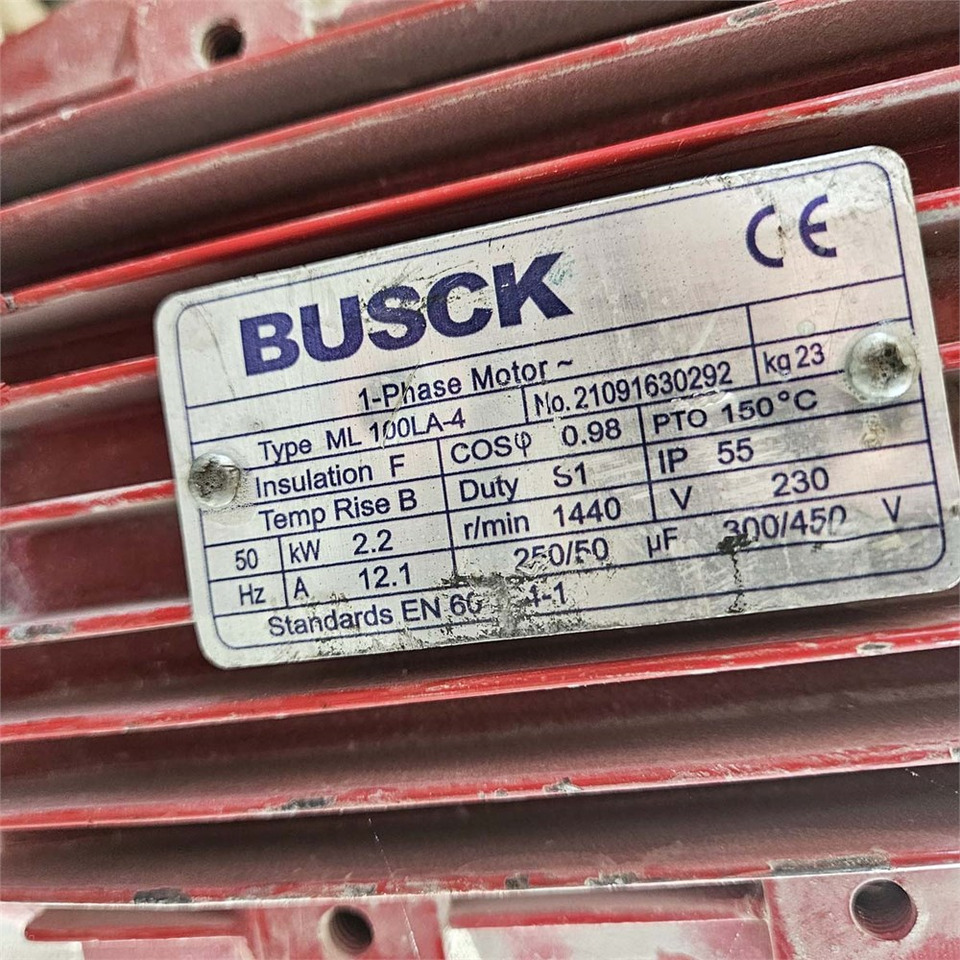 CE
BUSCK
1-Phase Motor ~
Type ML 100LA-4 No. 21091630292 kg 23
Insulation F COSφ 0.98 PTO 150°C
Temp Rise B Duty S1 IP 55
50 kW 2.2 r/min 1440 V 230
Hz A 12.1 250/50 µF 300/450 V
Standards EN